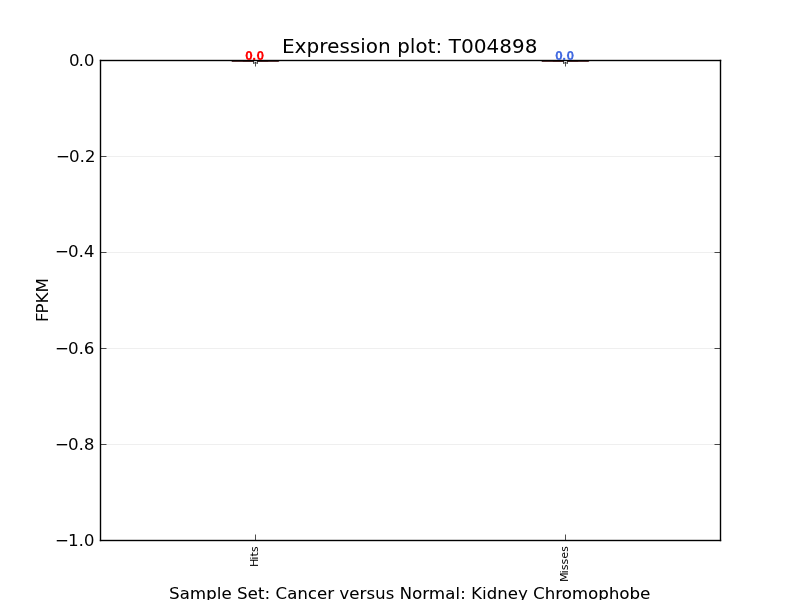 Expression plot: T004898
0.0
0.0
0.0
−0.2
−0.4
−0.6
−0.8
−1.0
FPKM
Hits
Misses
Sample Set: Cancer versus Normal: Kidney Chromophobe